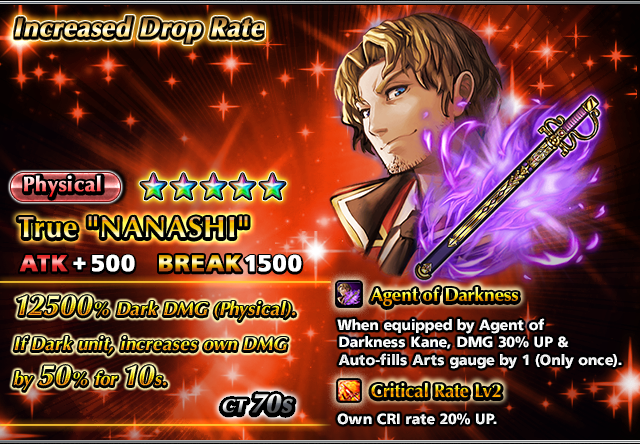 Increased Drop Rate
Physical
True "NANASHI"
ATK +500 BREAK 1500
12500% Dark DMG (Physical).
If Dark unit, increases own DMG
by 50% for 10s.
CT 70s
Agent of Darkness
When equipped by Agent of
Darkness Kane, DMG 30% UP &
Auto-fills Arts gauge by 1 (Only once).
Critical Rate Lv2
Own CRI rate 20% UP.